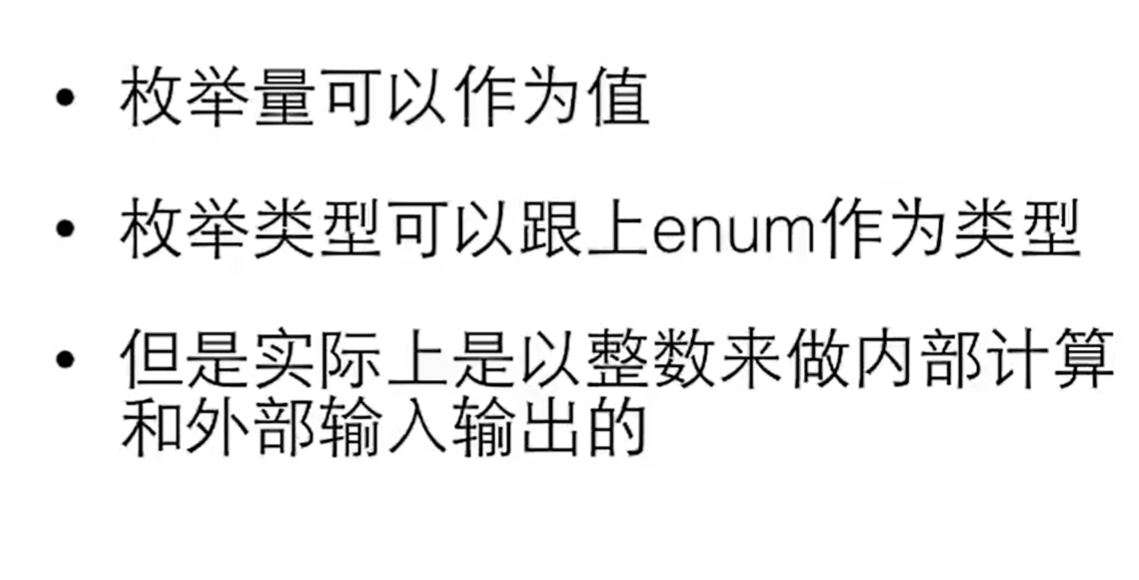 • 枚举量可以作为值
• 枚举类型可以跟上enum作为类型
• 但是实际上是以整数来做内部计算
和外部输入输出的